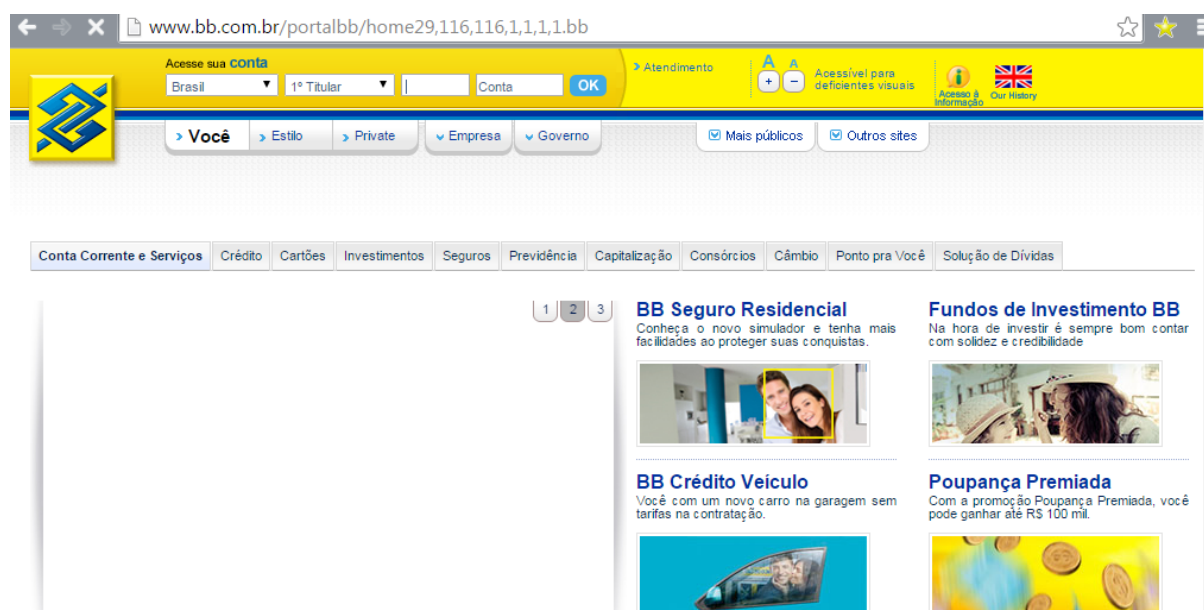 www.bb.com.br/portalbb/home29,116,116,1,1,1,1.bb
Acesse sua conta
Brasil 1º Titular Conta OK
Atendimento
A A
+ −
Acessível para
deficientes visuais
Acesso à
Informação
Our History
Você Estilo Private Empresa Governo Mais públicos Outros sites
Conta Corrente e Serviços Crédito Cartões Investimentos Seguros Previdência Capitalização Consórcios Câmbio Ponto pra Você Solução de Dívidas
1 2 3
BB Seguro Residencial
Conheça o novo simulador e tenha mais
facilidades ao proteger suas conquistas.
Fundos de Investimento BB
Na hora de investir é sempre bom contar
com solidez e credibilidade
BB Crédito Veículo
Você com um novo carro na garagem sem
tarifas na contratação.
Poupança Premiada
Com a promoção Poupança Premiada, você
pode ganhar até R$ 100 mil.